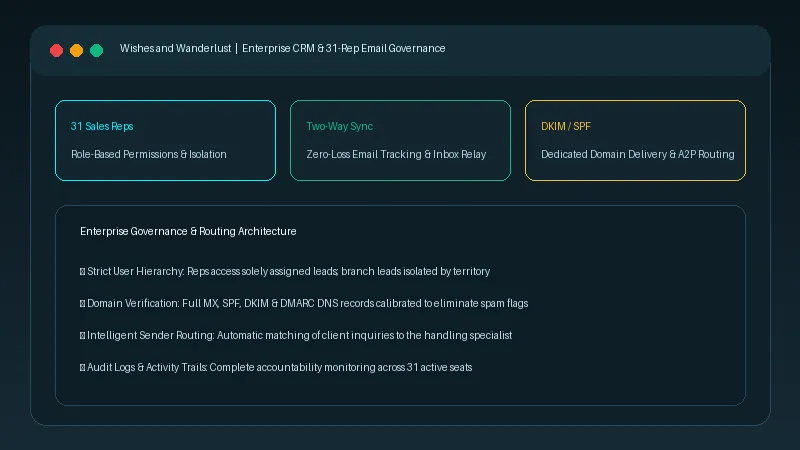 Wishes and Wanderlust | Enterprise CRM & 31-Rep Email Governance
31 Sales Reps
Role-Based Permissions & Isolation
Two-Way Sync
Zero-Loss Email Tracking & Inbox Relay
DKIM / SPF
Dedicated Domain Delivery & A2P Routing
Enterprise Governance & Routing Architecture
Strict User Hierarchy: Reps access solely assigned leads; branch leads isolated by territory
Domain Verification: Full MX, SPF, DKIM & DMARC DNS records calibrated to eliminate spam flags
Intelligent Sender Routing: Automatic matching of client inquiries to the handling specialist
Audit Logs & Activity Trails: Complete accountability monitoring across 31 active seats